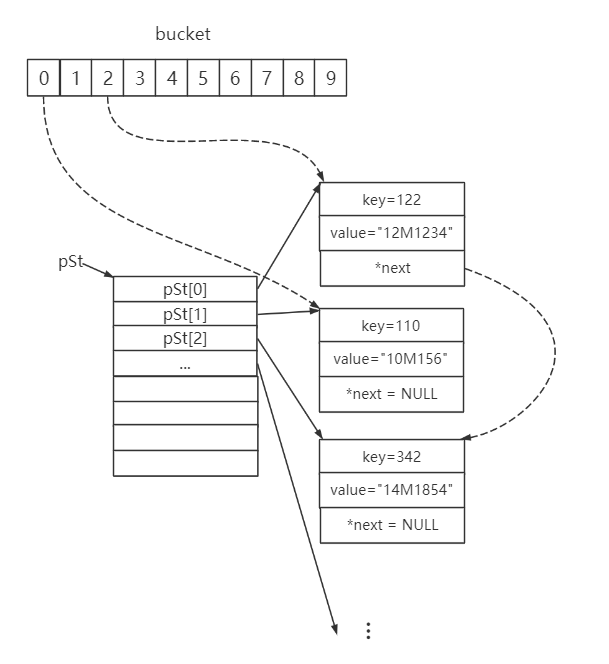 bucket
0 1 2 3 4 5 6 7 8 9
key=122
value="12M1234"
*next
pSt
pSt[0]
pSt[1]
pSt[2]
...
key=110
value="10M156"
*next = NULL
key=342
value="14M1854"
*next = NULL
⋮